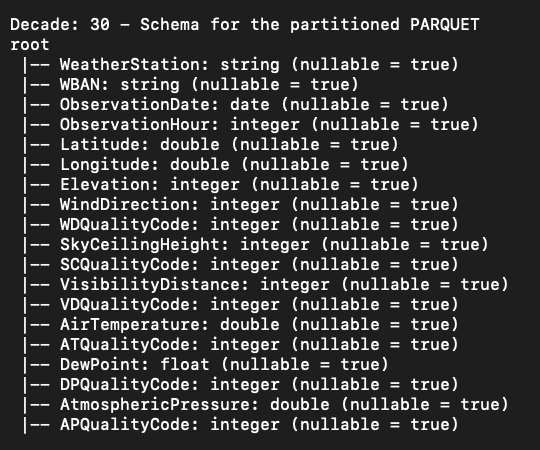 Decade: 30 - Schema for the partitioned PARQUET
root
 |-- WeatherStation: string (nullable = true)
 |-- WBAN: string (nullable = true)
 |-- ObservationDate: date (nullable = true)
 |-- ObservationHour: integer (nullable = true)
 |-- Latitude: double (nullable = true)
 |-- Longitude: double (nullable = true)
 |-- Elevation: integer (nullable = true)
 |-- WindDirection: integer (nullable = true)
 |-- WDQualityCode: integer (nullable = true)
 |-- SkyCeilingHeight: integer (nullable = true)
 |-- SCQualityCode: integer (nullable = true)
 |-- VisibilityDistance: integer (nullable = true)
 |-- VDQualityCode: integer (nullable = true)
 |-- AirTemperature: double (nullable = true)
 |-- ATQualityCode: integer (nullable = true)
 |-- DewPoint: float (nullable = true)
 |-- DPQualityCode: integer (nullable = true)
 |-- AtmosphericPressure: double (nullable = true)
 |-- APQualityCode: integer (nullable = true)